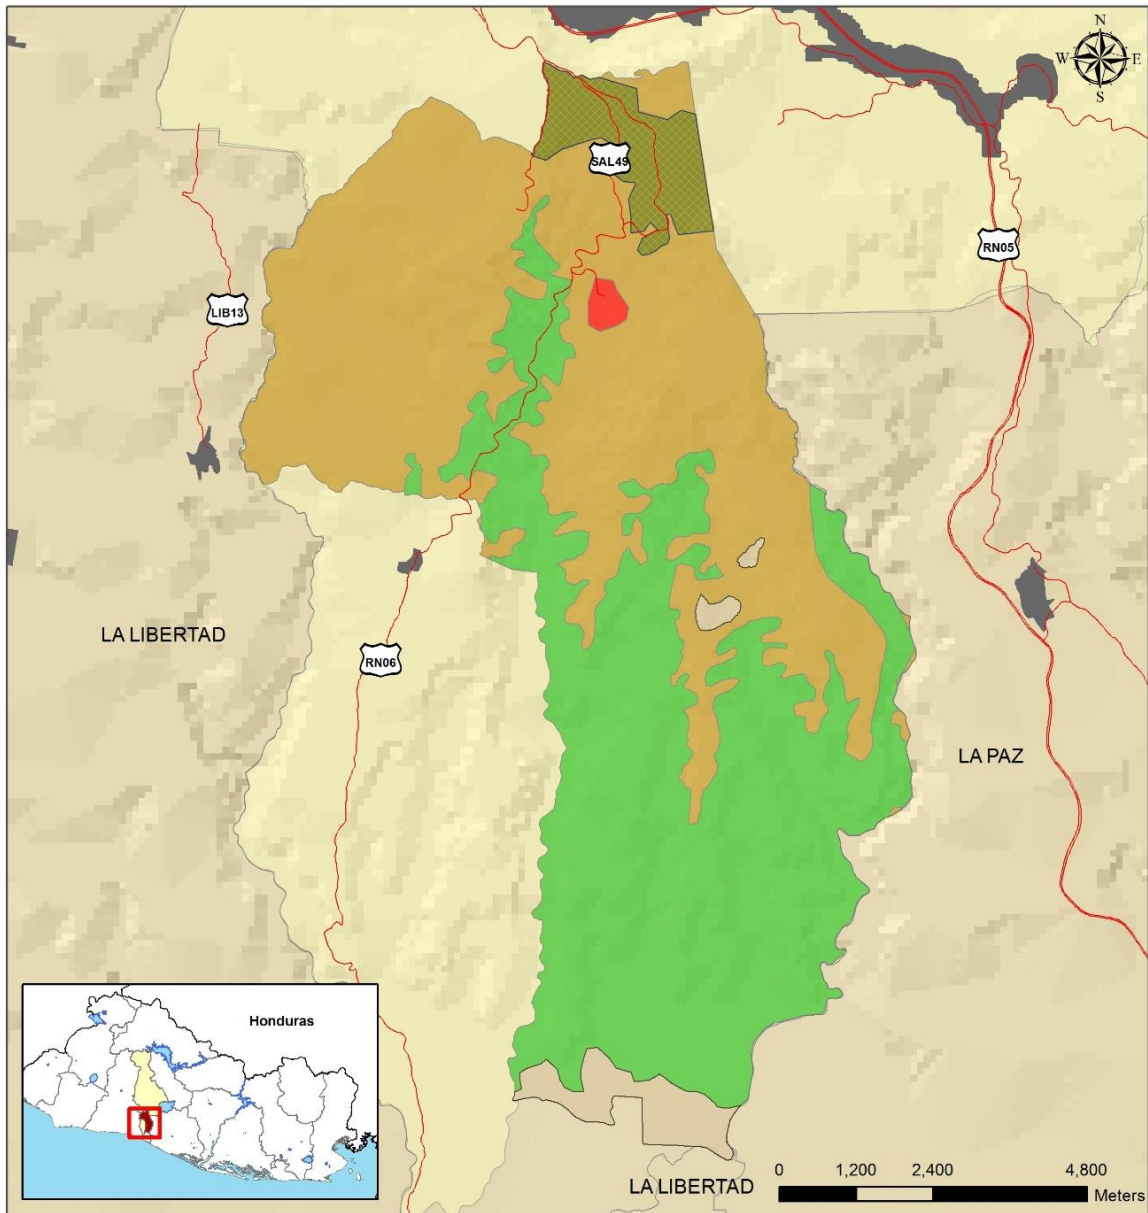 N
W E
S
SAL49
RN05
LIB13
LA LIBERTAD
RN06
LA PAZ
Honduras
0 1,200 2,400 4,800
Meters
LA LIBERTAD